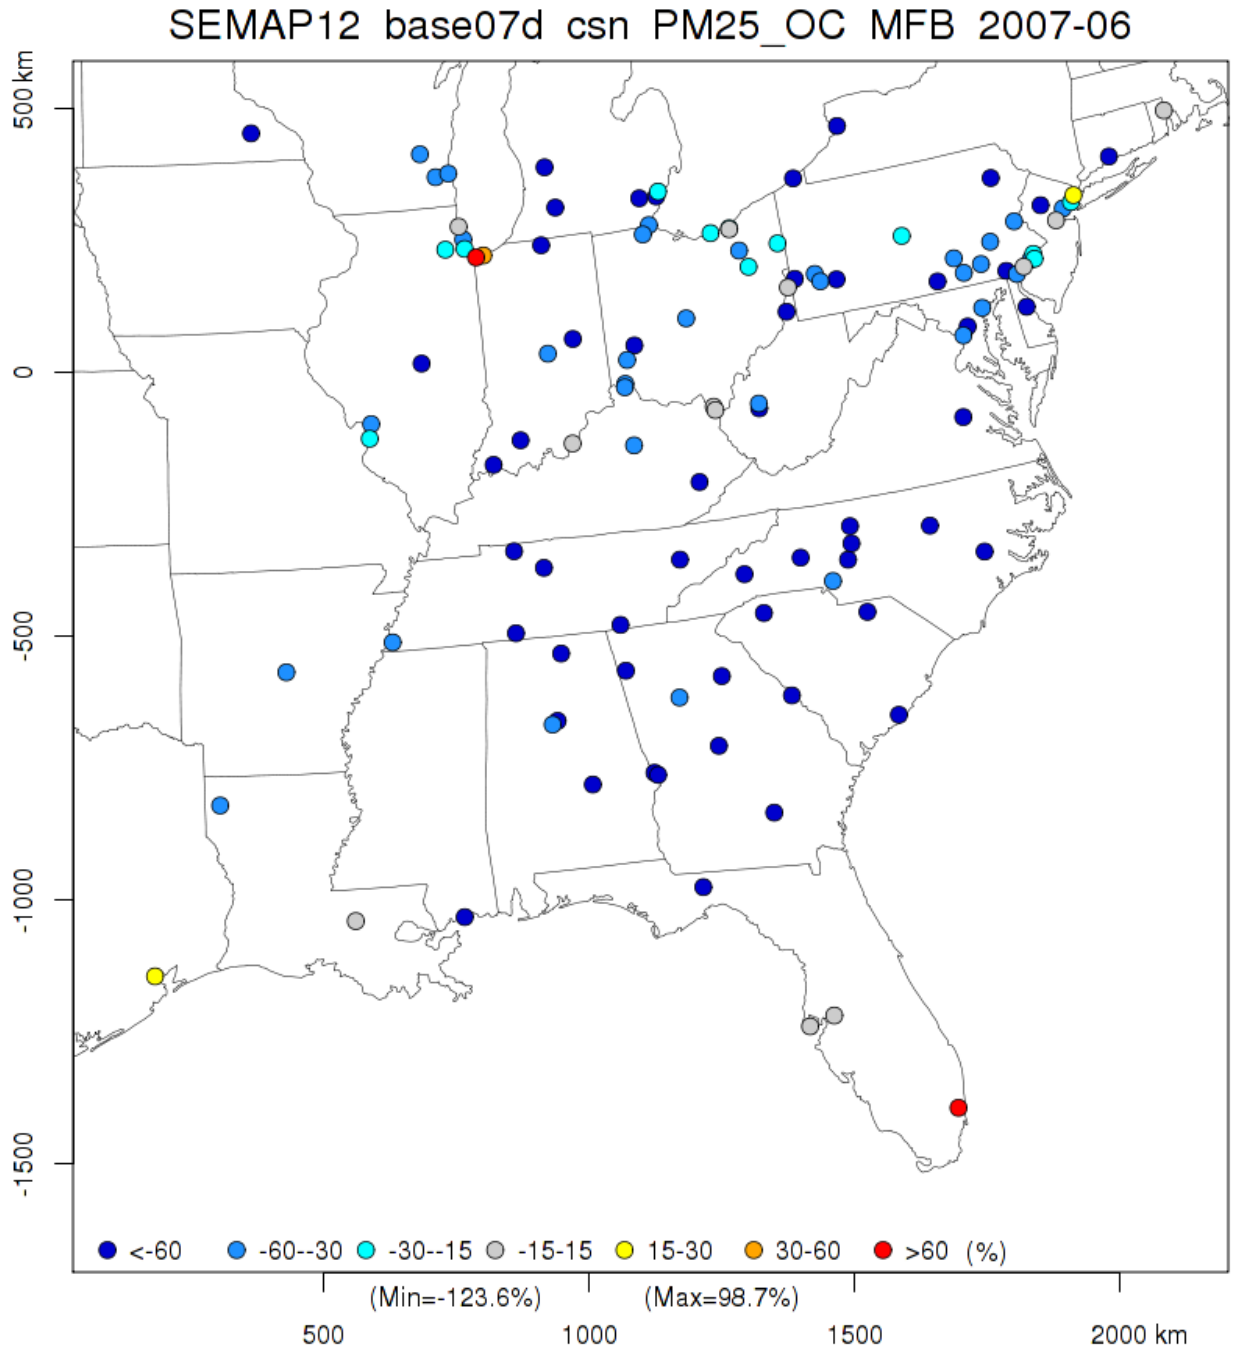 SEMAP12 base07d csn PM25_OC MFB 2007-06
500 km
0
-500
-1000
-1500
<-60 -60--30 -30--15 -15-15 15-30 30-60 >60 (%)
(Min=-123.6%) (Max=98.7%)
500 1000 1500 2000 km